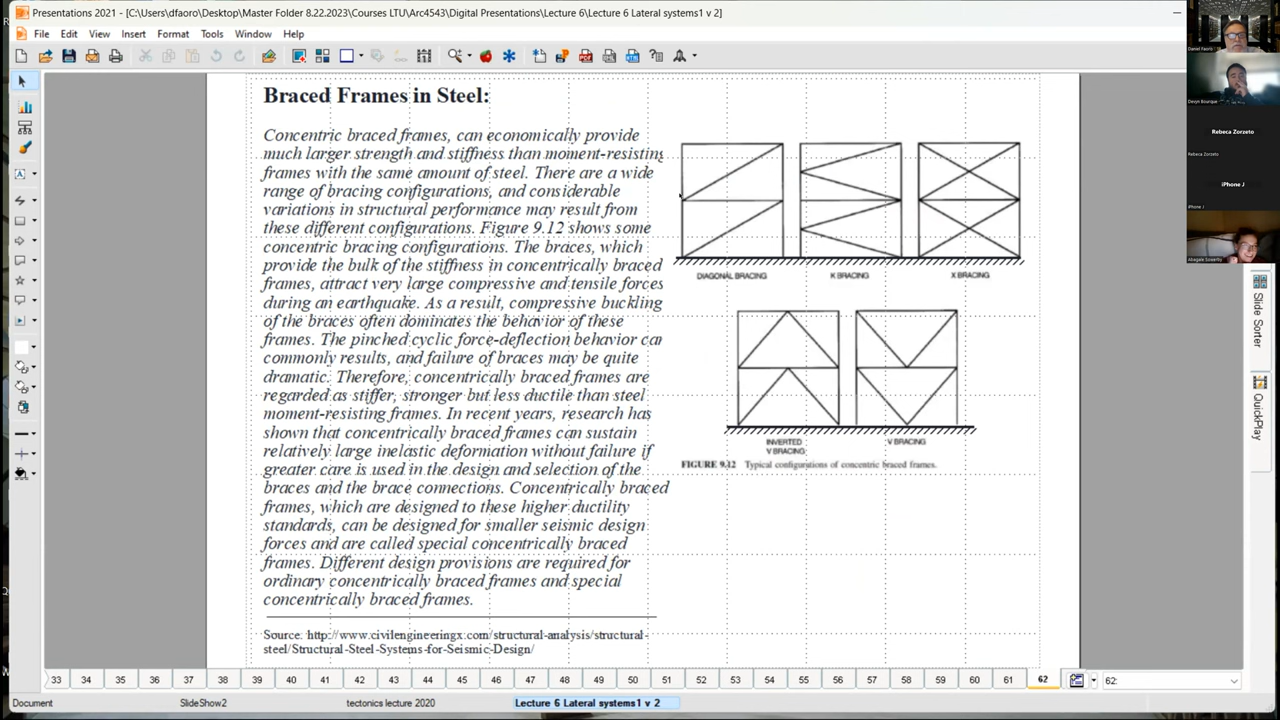 Presentations 2021 - [C:\Users\dfaoro\Desktop\Master Folder 8.22.2023\Courses LTU\Arc4543\Digital Presentations\Lecture 6\Lecture 6 Lateral systems1 v 2]
File Edit View Insert Format Tools Window Help
Braced Frames in Steel:
Concentric braced frames, can economically provide
much larger strength and stiffness than moment-resisting
frames with the same amount of steel. There are a wide
range of bracing configurations, and considerable
variations in structural performance may result from
these different configurations. Figure 9.12 shows some
concentric bracing configurations. The braces, which
provide the bulk of the stiffness in concentrically braced
frames, attract very large compressive and tensile forces
during an earthquake. As a result, compressive buckling
of the braces often dominates the behavior of these
frames. The pinched cyclic force-deflection behavior can
commonly results, and failure of braces may be quite
dramatic. Therefore, concentrically braced frames are
regarded as stiffer, stronger but less ductile than steel
moment-resisting frames. In recent years, research has
shown that concentrically braced frames can sustain
relatively large inelastic deformation without failure if
greater care is used in the design and selection of the
braces and the brace connections. Concentrically braced
frames, which are designed to these higher ductility
standards, can be designed for smaller seismic design
forces and are called special concentrically braced
frames. Different design provisions are required for
ordinary concentrically braced frames and special
concentrically braced frames.
Source: http://www.civilengineeringx.com/structural-analysis/structural-
steel/Structural-Steel-Systems-for-Seismic-Design/
DIAGONAL BRACING
K BRACING
X BRACING
INVERTED
V BRACING
V BRACING
FIGURE 9.12 Typical configurations of concentric braced frames.
Daniel Faoro
Devyn Bourque
Rebeca Zorzeto
Rebeca Zorzeto
iPhone J
iPhone J
Slide Sorter
QuickPlay
33 34 35 36 37 38 39 40 41 42 43 44 45 46 47 48 49 50 51 52 53 54 55 56 57 58 59 60 61 62
62:
Document
SlideShow2
tectonics lecture 2020
Lecture 6 Lateral systems1 v 2